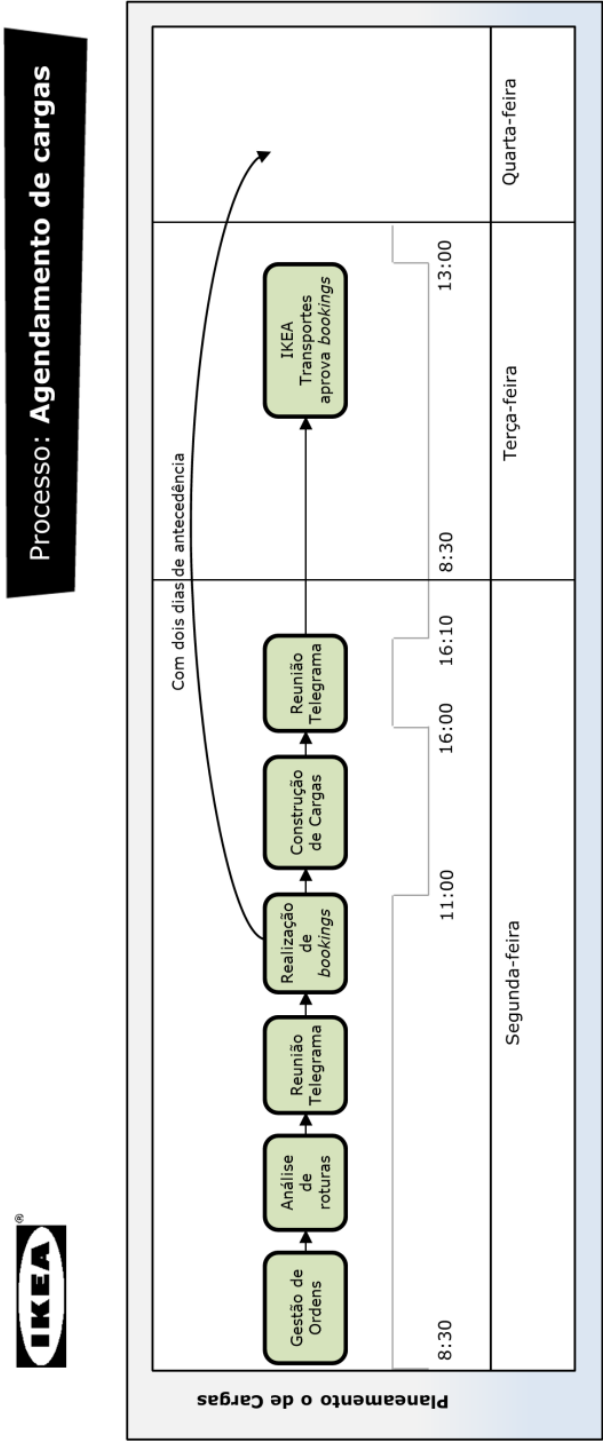 IKEA
®
Processo: Agendamento de cargas
Planeamento o de Cargas
Com dois dias de antecedência
Gestão de
Ordens
Análise
de
roturas
Reunião
Telegrama
Realização
de
bookings
Construção
de Cargas
Reunião
Telegrama
IKEA
Transportes
aprova bookings
8:30
11:00
16:00
16:10
8:30
13:00
Segunda-feira
Terça-feira
Quarta-feira